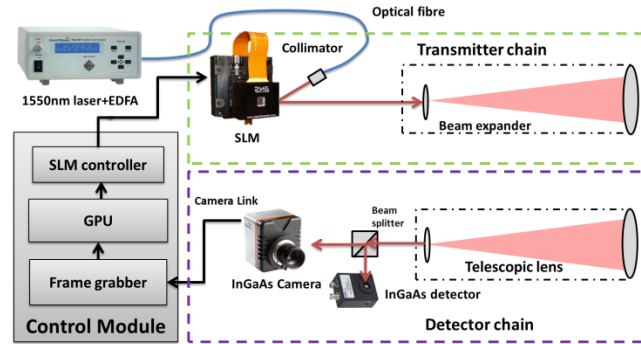 Optical fibre
Collimator
Transmitter chain
1550nm laser+EDFA
SLM
Beam expander
SLM controller
GPU
Frame grabber
Control Module
Camera Link
Beam
splitter
InGaAs Camera
InGaAs detector
Telescopic lens
Detector chain